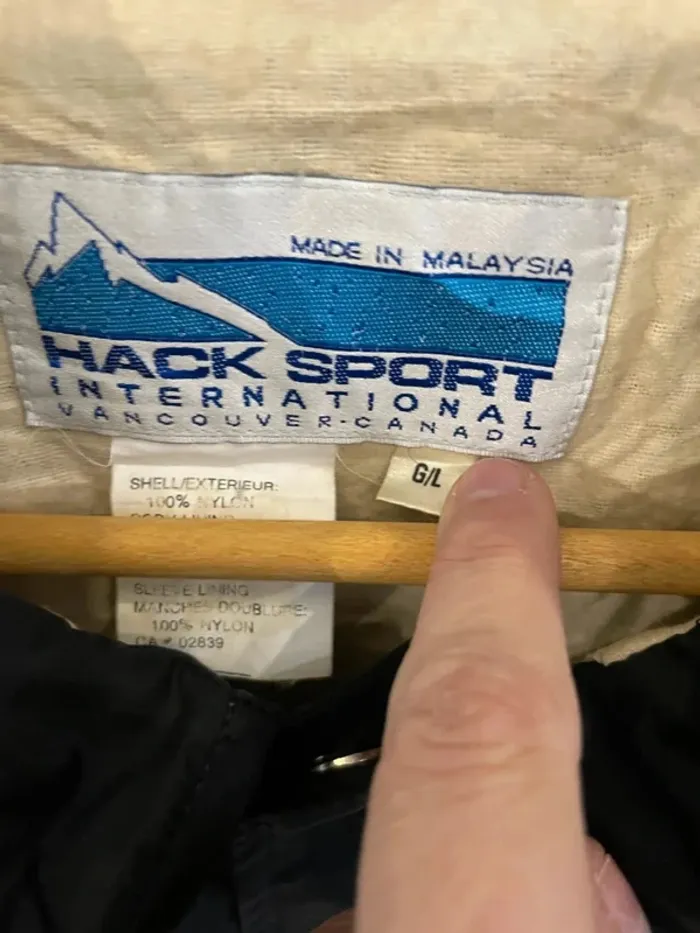 MADE IN MALAYSIA
HACK SPORT
INTERNATIONAL
VANCOUVER·CANADA
G/L
SHELL/EXTERIEUR:
100% NYLON
SLEEVE LINING
MANCHES DOUBLURE:
100% NYLON
CA# 02839